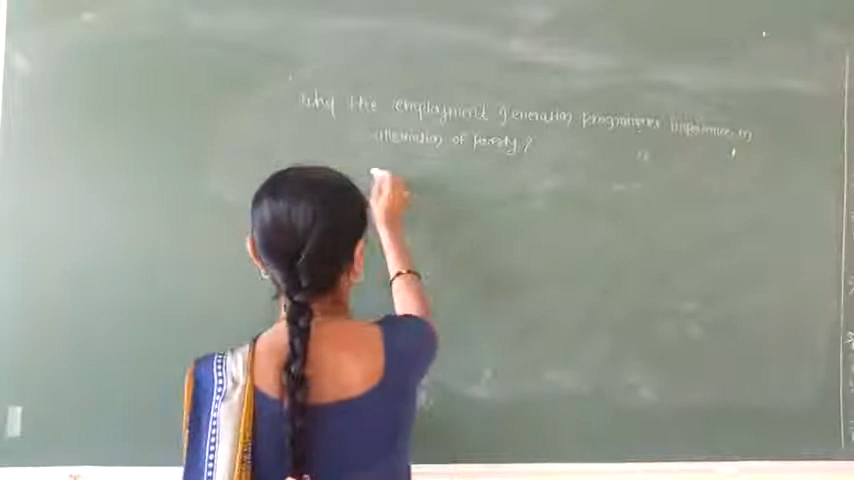 Why the employment generation programmes importance in
alleviation of poverty?